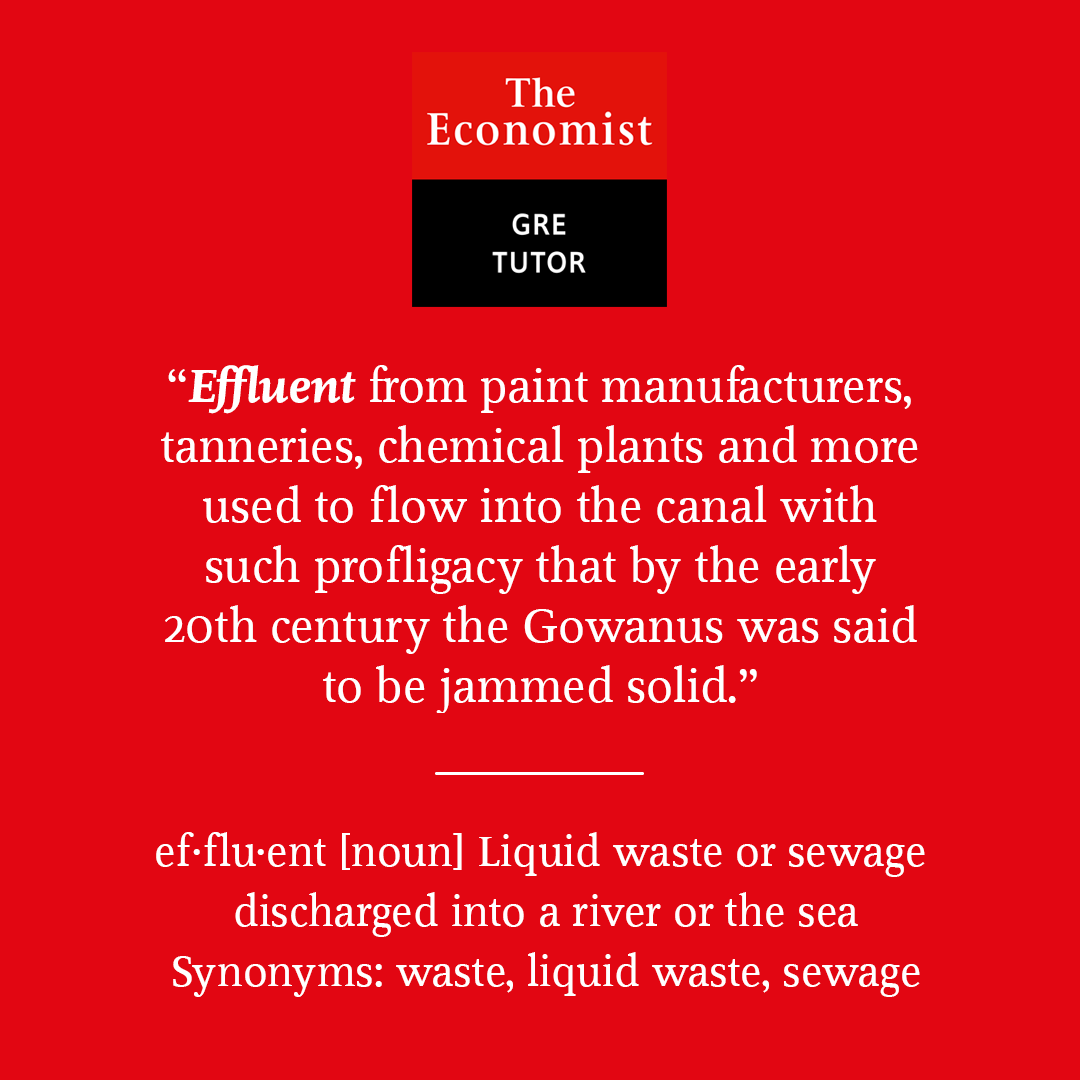 The
Economist
GRE
TUTOR
“Effluent from paint manufacturers,
tanneries, chemical plants and more
used to flow into the canal with
such profligacy that by the early
20th century the Gowanus was said
to be jammed solid.”
ef·flu·ent [noun] Liquid waste or sewage
discharged into a river or the sea
Synonyms: waste, liquid waste, sewage